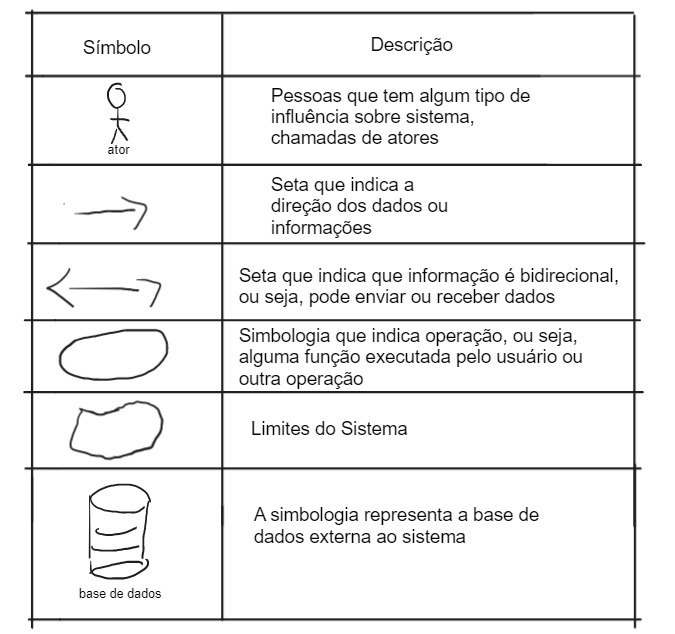 Símbolo
Descrição
ator
Pessoas que tem algum tipo de
influência sobre sistema,
chamadas de atores
Seta que indica a
direção dos dados ou
informações
Seta que indica que informação é bidirecional,
ou seja, pode enviar ou receber dados
Simbologia que indica operação, ou seja,
alguma função executada pelo usuário ou
outra operação
Limites do Sistema
base de dados
A simbologia representa a base de
dados externa ao sistema